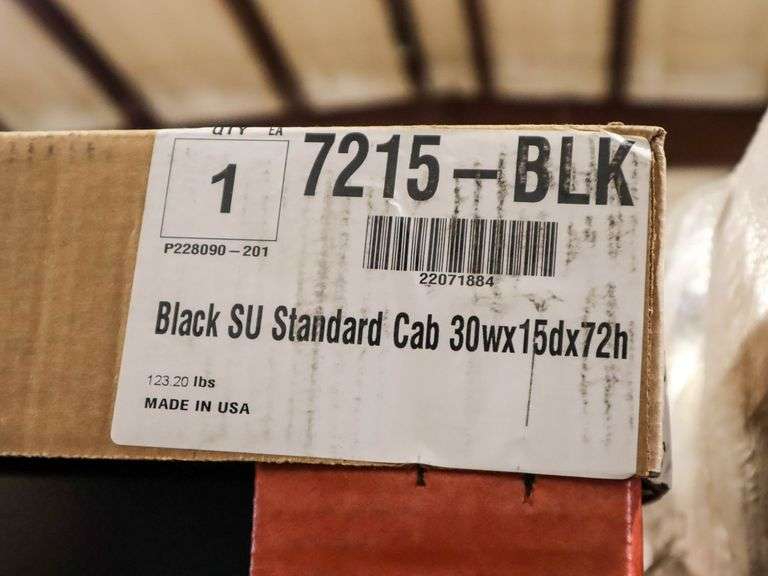 QTY EA
1
7215-BLK
P228090-201
22071884
Black SU Standard Cab 30wx15dx72h
123.20 lbs
MADE IN USA